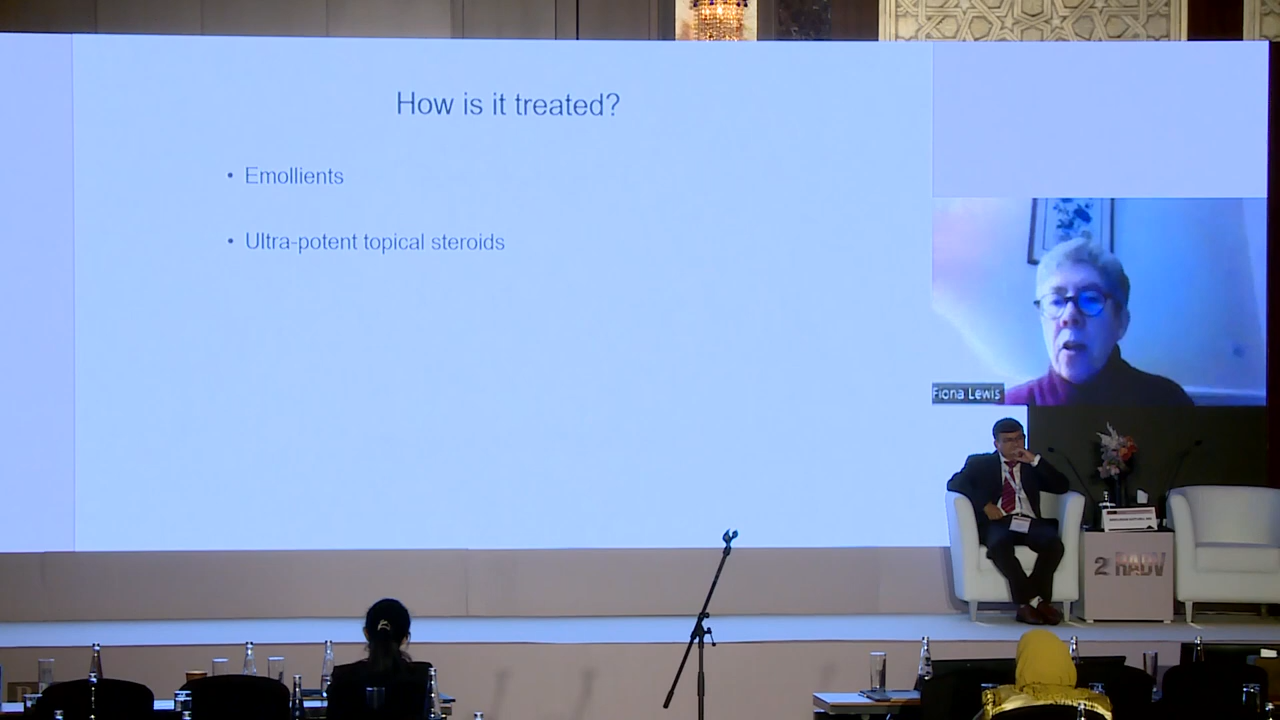 How is it treated?
• Emollients
• Ultra-potent topical steroids
Fiona Lewis
2 RADV